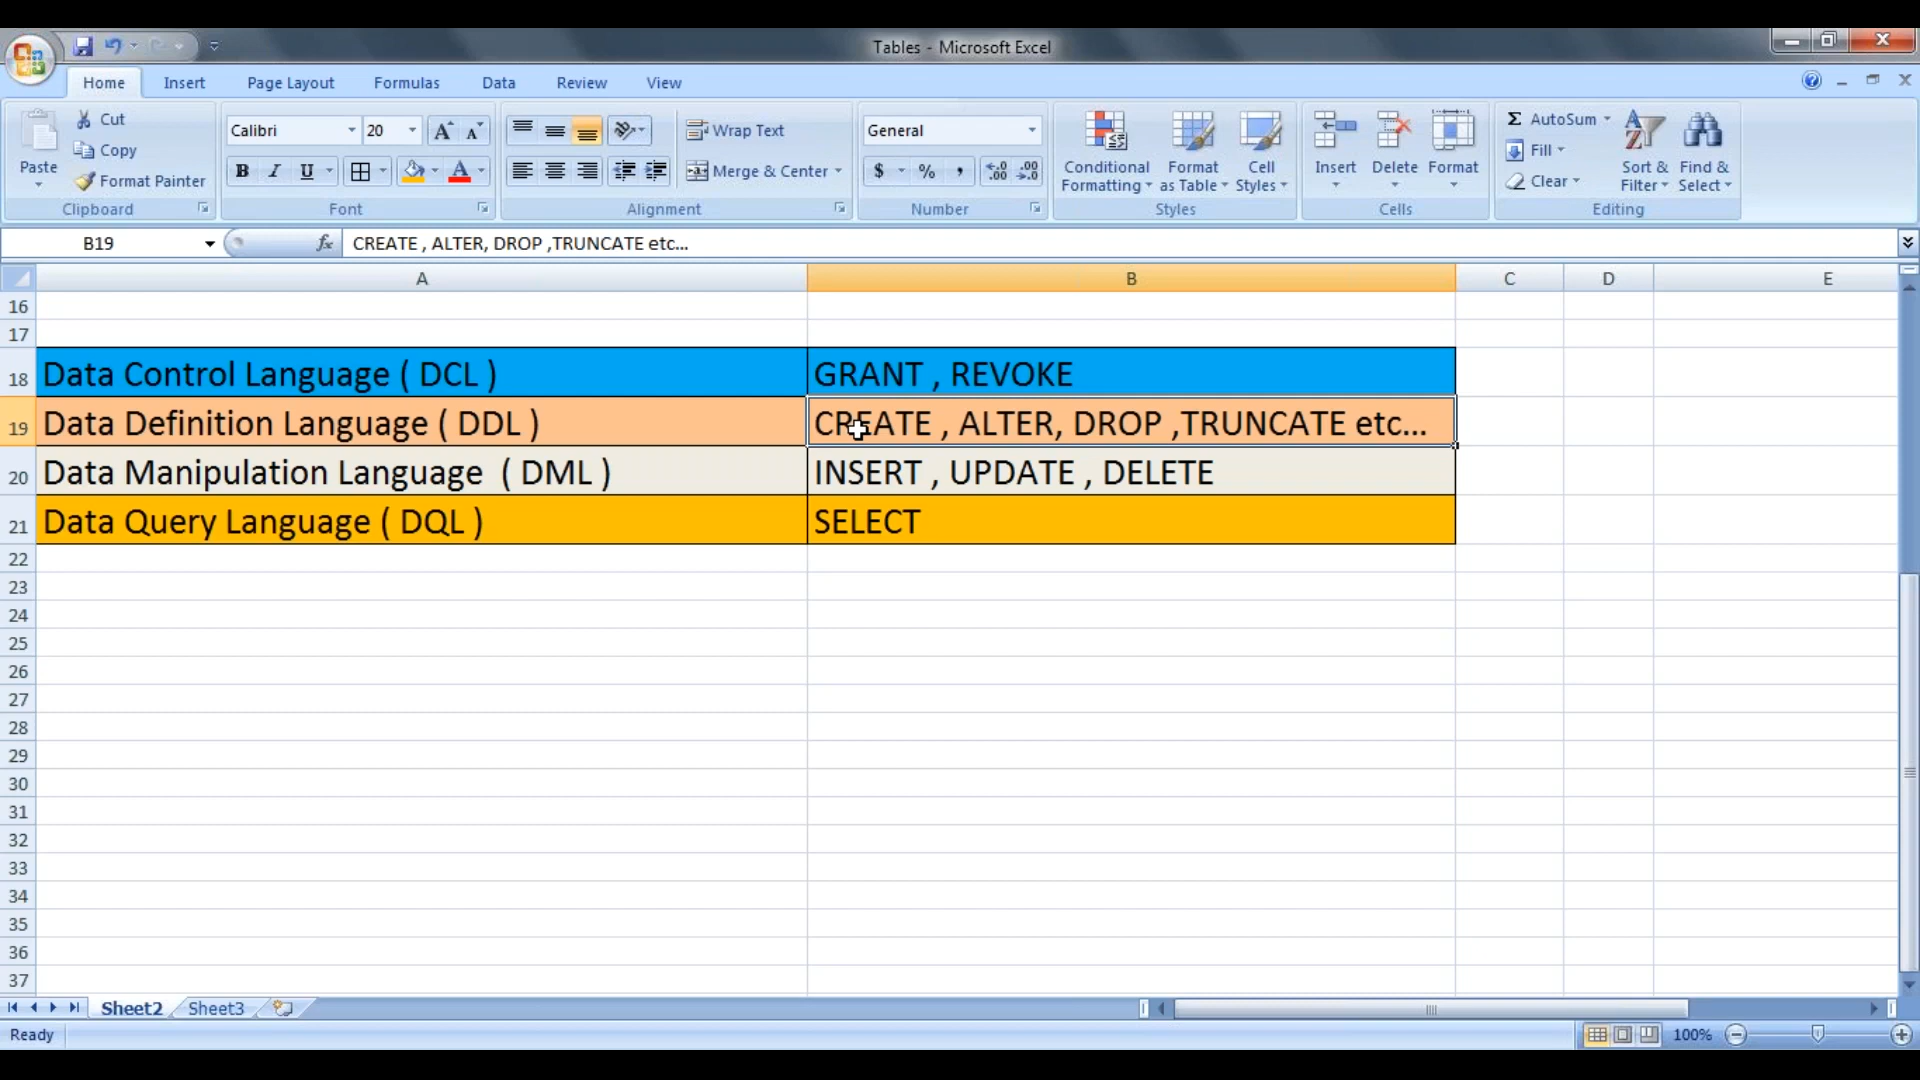 Tables - Microsoft Excel
Home Insert Page Layout Formulas Data Review View
Paste
Cut
Copy
Format Painter
Clipboard
Calibri 20
B I U
Font
Wrap Text
Merge & Center
Alignment
General
$ % ,
Number
Conditional Formatting
Format as Table
Cell Styles
Styles
Insert Delete Format
Cells
Σ AutoSum
Fill
Clear
Sort & Filter
Find & Select
Editing
B19 fx CREATE , ALTER, DROP ,TRUNCATE etc...
A B C D E
16
17
18 Data Control Language ( DCL ) GRANT , REVOKE
19 Data Definition Language ( DDL ) CREATE , ALTER, DROP ,TRUNCATE etc...
20 Data Manipulation Language  ( DML ) INSERT , UPDATE , DELETE
21 Data Query Language ( DQL ) SELECT
22
23
24
25
26
27
28
29
30
31
32
33
34
35
36
37
Sheet2 Sheet3
Ready 100%